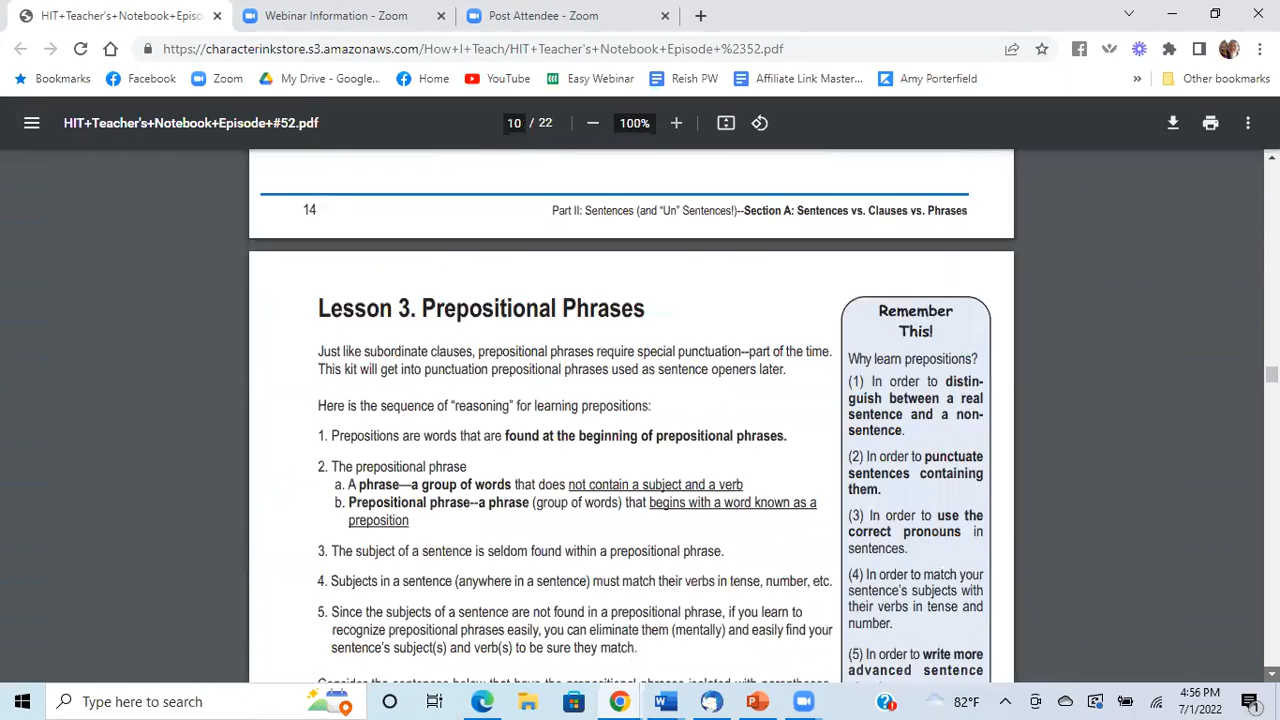 HIT+Teacher's+Notebook+Episo
Webinar Information - Zoom
Post Attendee - Zoom
https://characterinkstore.s3.amazonaws.com/How+I+Teach/HIT+Teacher's+Notebook+Episode+%2352.pdf
Bookmarks
Facebook
Zoom
My Drive - Google...
Home
YouTube
Easy Webinar
Reish PW
Affiliate Link Master...
Amy Porterfield
»
Other bookmarks
HIT+Teacher's+Notebook+Episode+#52.pdf
10 / 22
100%
14
Part II: Sentences (and “Un” Sentences!)--Section A: Sentences vs. Clauses vs. Phrases
Lesson 3. Prepositional Phrases
Just like subordinate clauses, prepositional phrases require special punctuation--part of the time.
This kit will get into punctuation prepositional phrases used as sentence openers later.
Here is the sequence of “reasoning” for learning prepositions:
1. Prepositions are words that are found at the beginning of prepositional phrases.
2. The prepositional phrase
a. A phrase—a group of words that does not contain a subject and a verb
b. Prepositional phrase--a phrase (group of words) that begins with a word known as a
preposition
3. The subject of a sentence is seldom found within a prepositional phrase.
4. Subjects in a sentence (anywhere in a sentence) must match their verbs in tense, number, etc.
5. Since the subjects of a sentence are not found in a prepositional phrase, if you learn to
recognize prepositional phrases easily, you can eliminate them (mentally) and easily find your
sentence's subject(s) and verb(s) to be sure they match.
Consider the sentences below that have the prepositional phrases isolated with parentheses
Remember
This!
Why learn prepositions?
(1) In order to distin-
guish between a real
sentence and a non-
sentence.
(2) In order to punctuate
sentences containing
them.
(3) In order to use the
correct pronouns in
sentences.
(4) In order to match your
sentence's subjects with
their verbs in tense and
number.
(5) In order to write more
advanced sentence
Type here to search
82°F
4:56 PM
7/1/2022